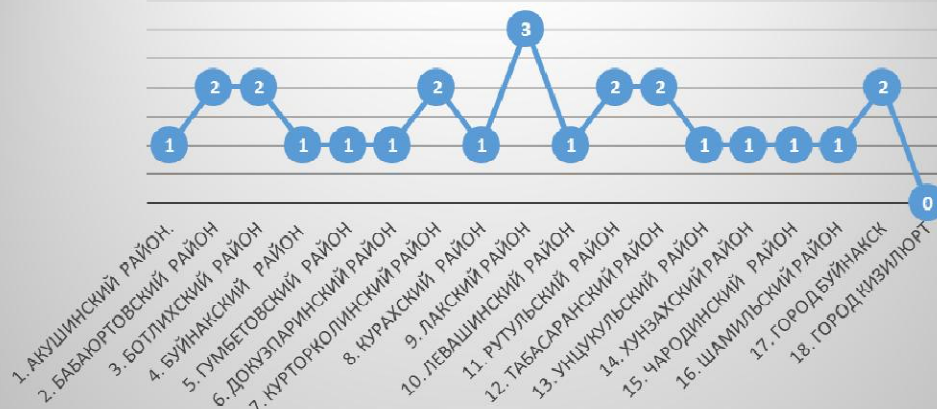 1
2
2
1
1
1
2
1
3
1
2
2
1
1
1
1
2
0
1. АКУШИНСКИЙ РАЙОН.
2. БАБАЮРТОВСКИЙ РАЙОН
3. БОТЛИХСКИЙ РАЙОН
4. БУЙНАКСКИЙ РАЙОН
5. ГУМБЕТОВСКИЙ РАЙОН
6. ДОКУЗПАРИНСКИЙ РАЙОН
7. КУРТОРКОЛИНСКИЙ РАЙОН
8. КУРАХСКИЙ РАЙОН
9. ЛАКСКИЙ РАЙОН
10. ЛЕВАШИНСКИЙ РАЙОН
11. РУТУЛЬСКИЙ РАЙОН
12. ТАБАСАРАНСКИЙ РАЙОН
13. УНЦУКУЛЬСКИЙ РАЙОН
14. ХУНЗАХСКИЙ РАЙОН
15. ЧАРОДИНСКИЙ РАЙОН
16. ШАМИЛЬСКИЙ РАЙОН
17. ГОРОД БУЙНАКСК
18. ГОРОД КИЗИЛЮРТ